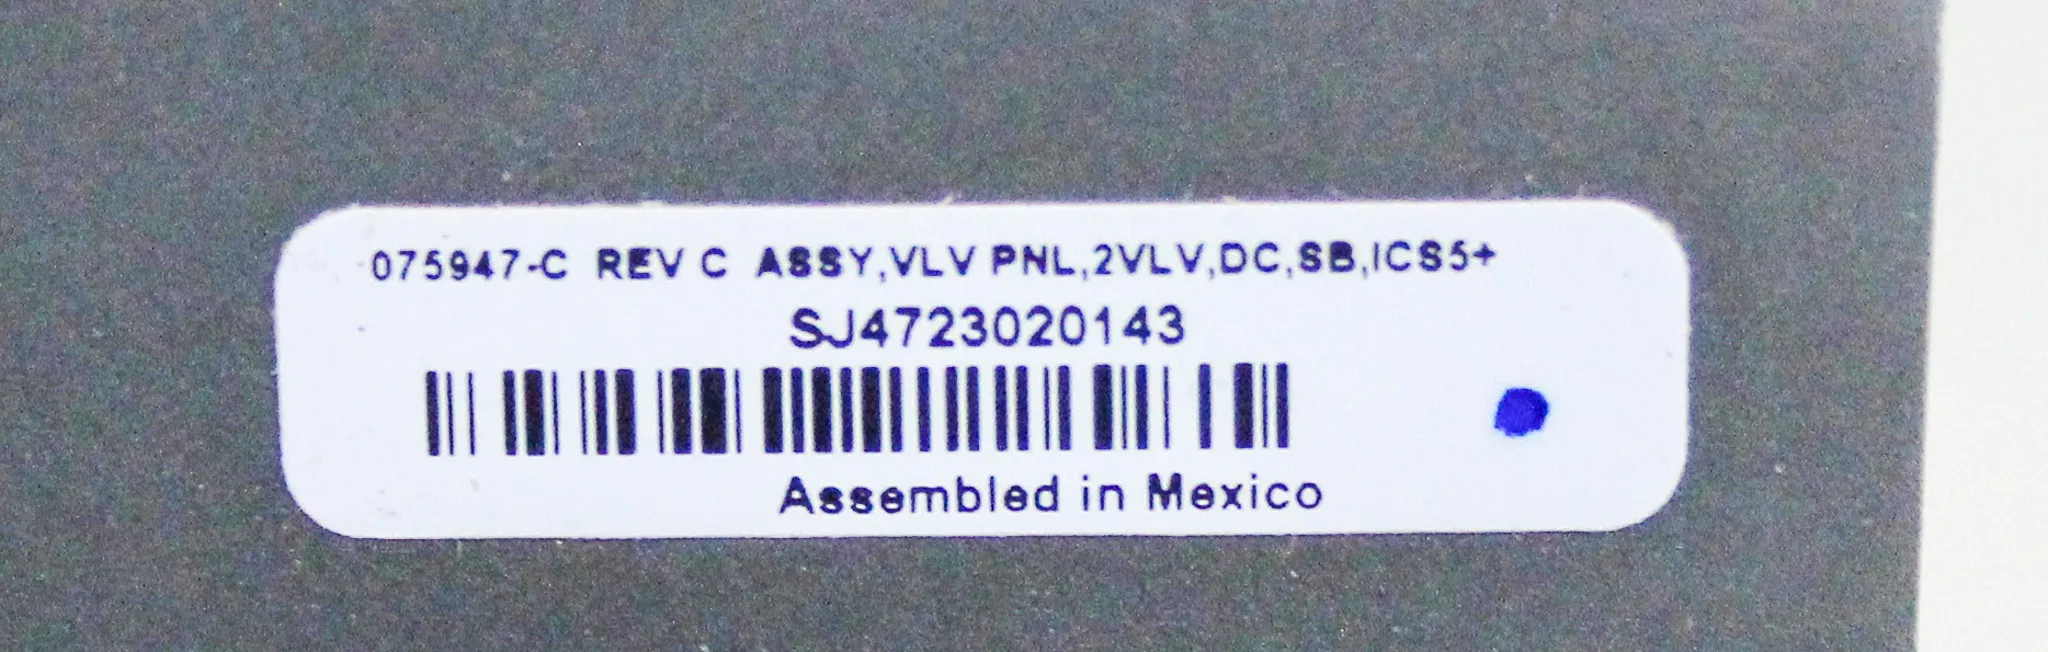 075947-C REV C ASSY,VLV PNL,2VLV,DC,SB,ICS5+
SJ4723020143
Assembled in Mexico